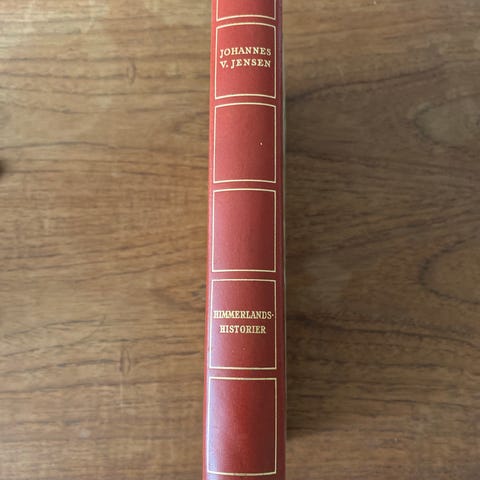 JOHANNES
V. JENSEN
HIMMERLANDS-
HISTORIER